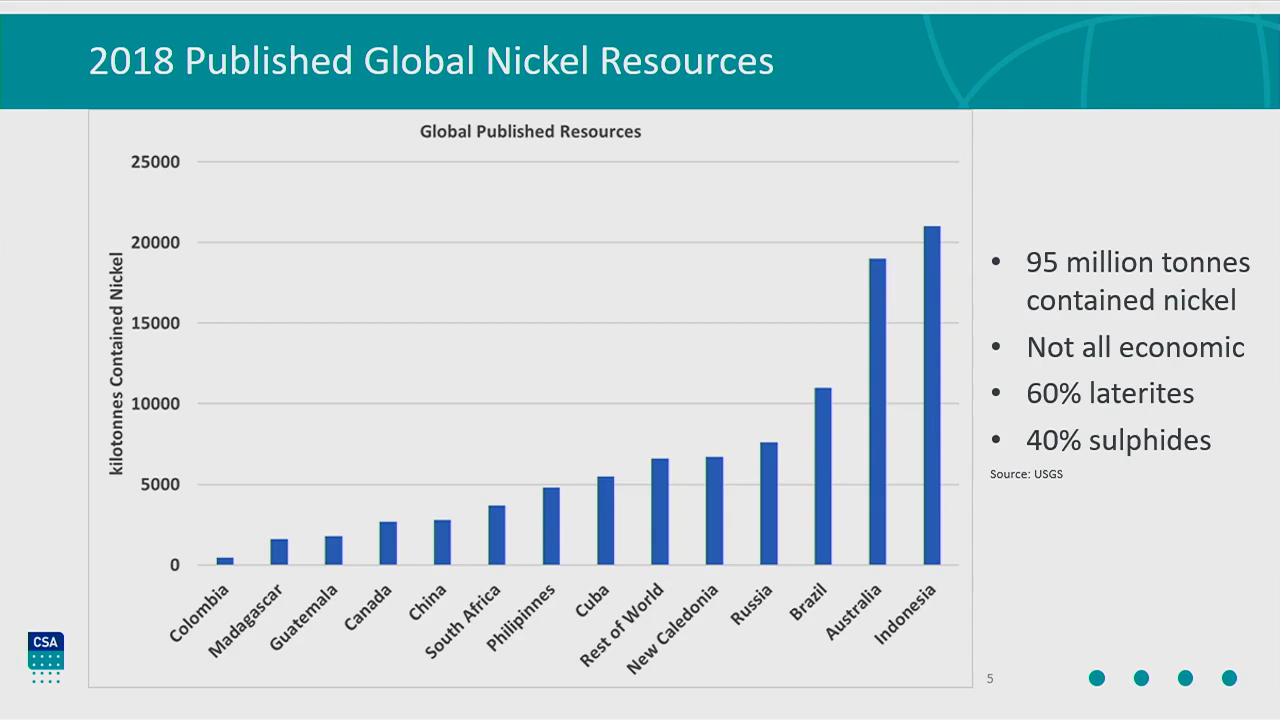 2018 Published Global Nickel Resources
Global Published Resources
kilotonnes Contained Nickel
25000
20000
15000
10000
5000
0
Colombia
Madagascar
Guatemala
Canada
China
South Africa
Philipinnes
Cuba
Rest of World
New Caledonia
Russia
Brazil
Australia
Indonesia
• 95 million tonnes
contained nickel
• Not all economic
• 60% laterites
• 40% sulphides
Source: USGS
CSA
5